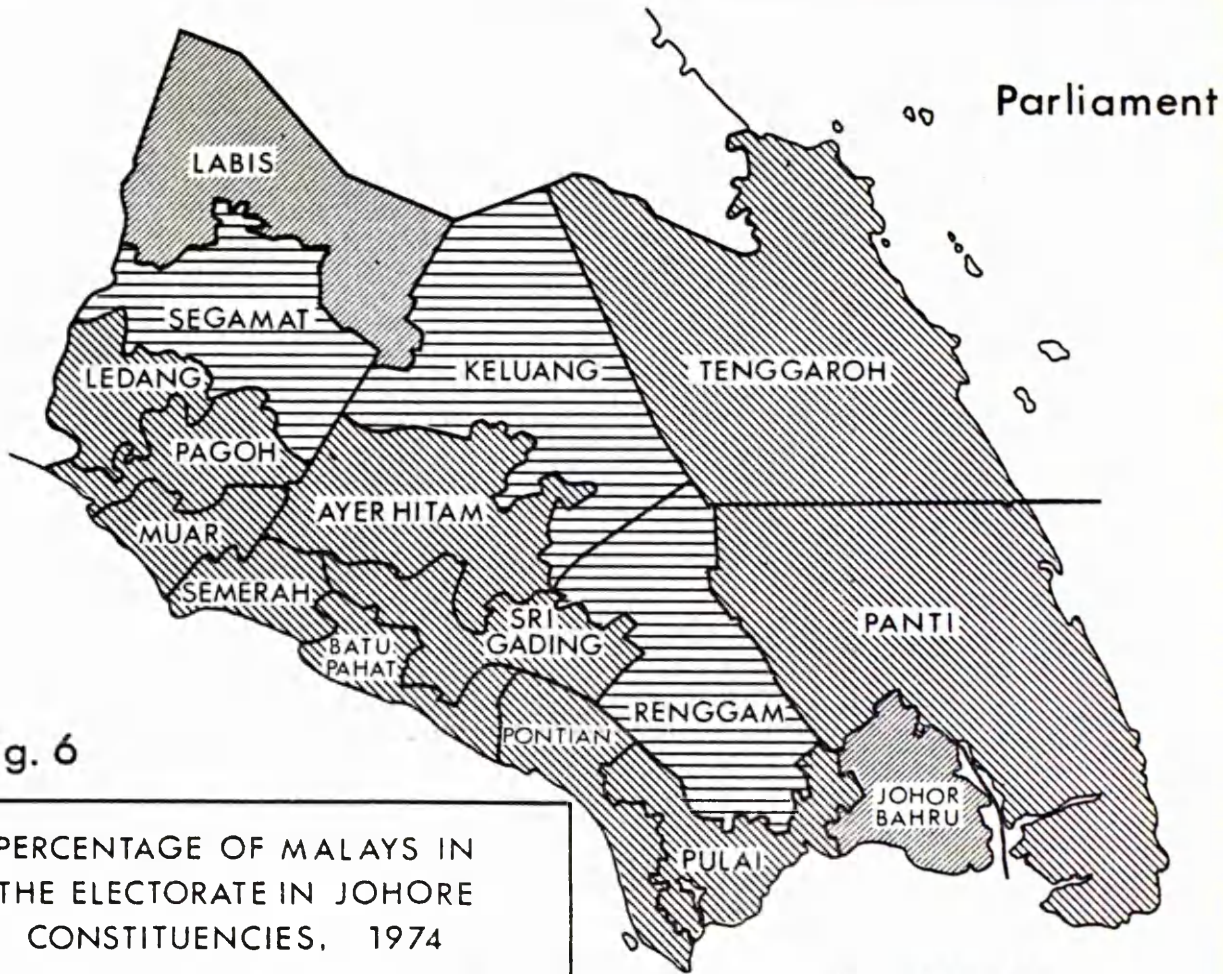 Parliament
LABIS
SEGAMAT
KELUANG
TENGGAROH
LEDANG
PAGOH
AYER HITAM
MUAR
SEMERAH
SRI
GADING
PANTI
BATU
PAHAT
RENGGAM
PONTIAN
JOHOR
BAHRU
PULAI
g. 6
PERCENTAGE OF MALAYS IN
THE ELECTORATE IN JOHORE
CONSTITUENCIES, 1974